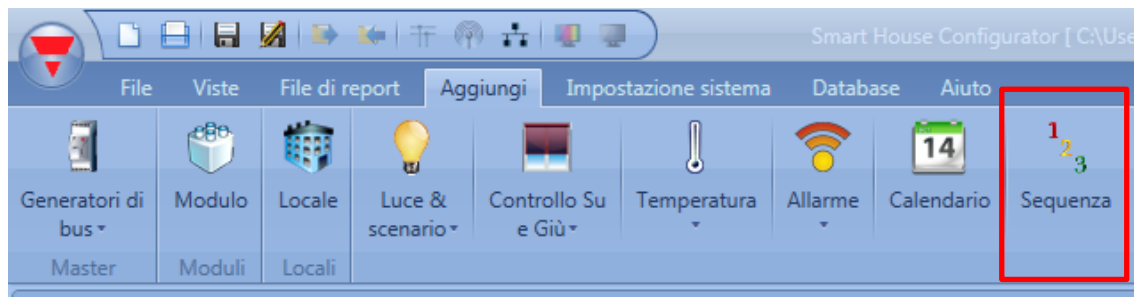 Smart House Configurator [ C:\Use
File Viste File di report Aggiungi Impostazione sistema Database Aiuto
14
1 2 3
Generatori di bus
Modulo
Locale
Luce & scenario
Controllo Su e Giù
Temperatura
Allarme
Calendario
Sequenza
Master Moduli Locali